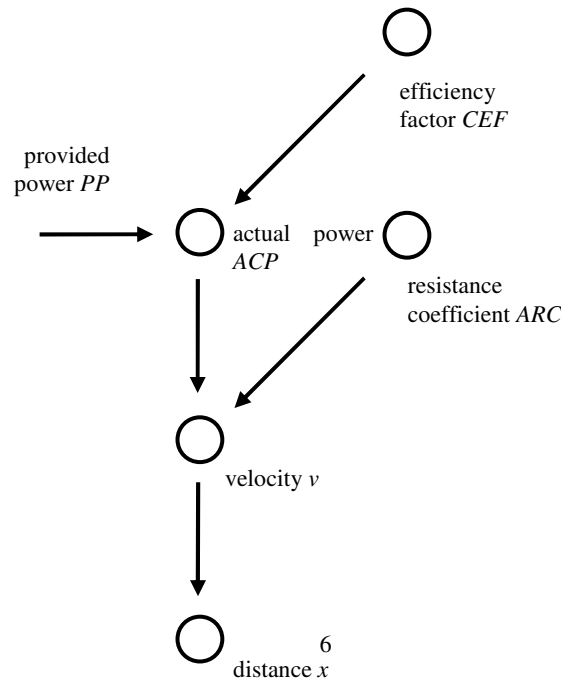 efficiency
factor CEF
provided
power PP
actual power
ACP
resistance
coefficient ARC
velocity v
6
distance x